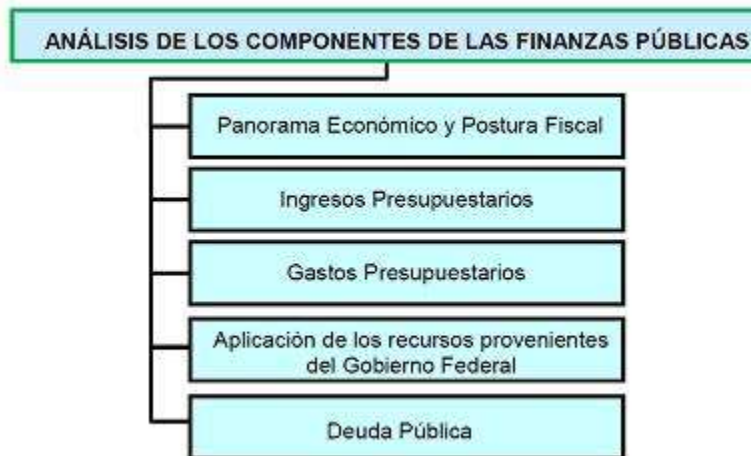 ANÁLISIS DE LOS COMPONENTES DE LAS FINANZAS PÚBLICAS
Panorama Económico y Postura Fiscal
Ingresos Presupuestarios
Gastos Presupuestarios
Aplicación de los recursos provenientes
del Gobierno Federal
Deuda Pública